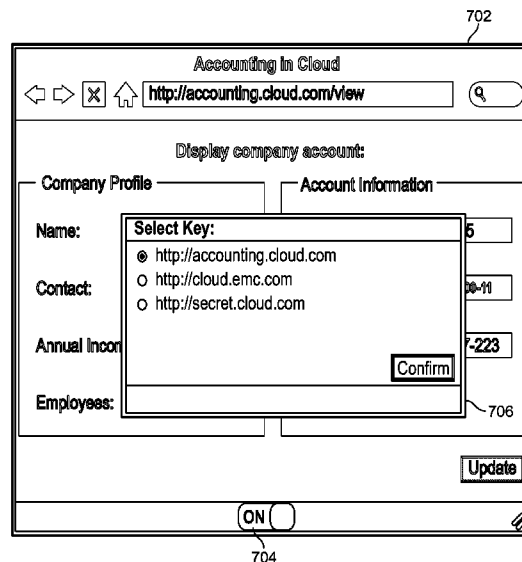 702
Accounting in Cloud
http://accounting.cloud.com/view
Display company account:
Company Profile
Account Information
Name:
5
Contact:
Annual Incom
7-223
Employees:
Select Key:
http://accounting.cloud.com
http://cloud.emc.com
http://secret.cloud.com
Confirm
706
Update
ON
704